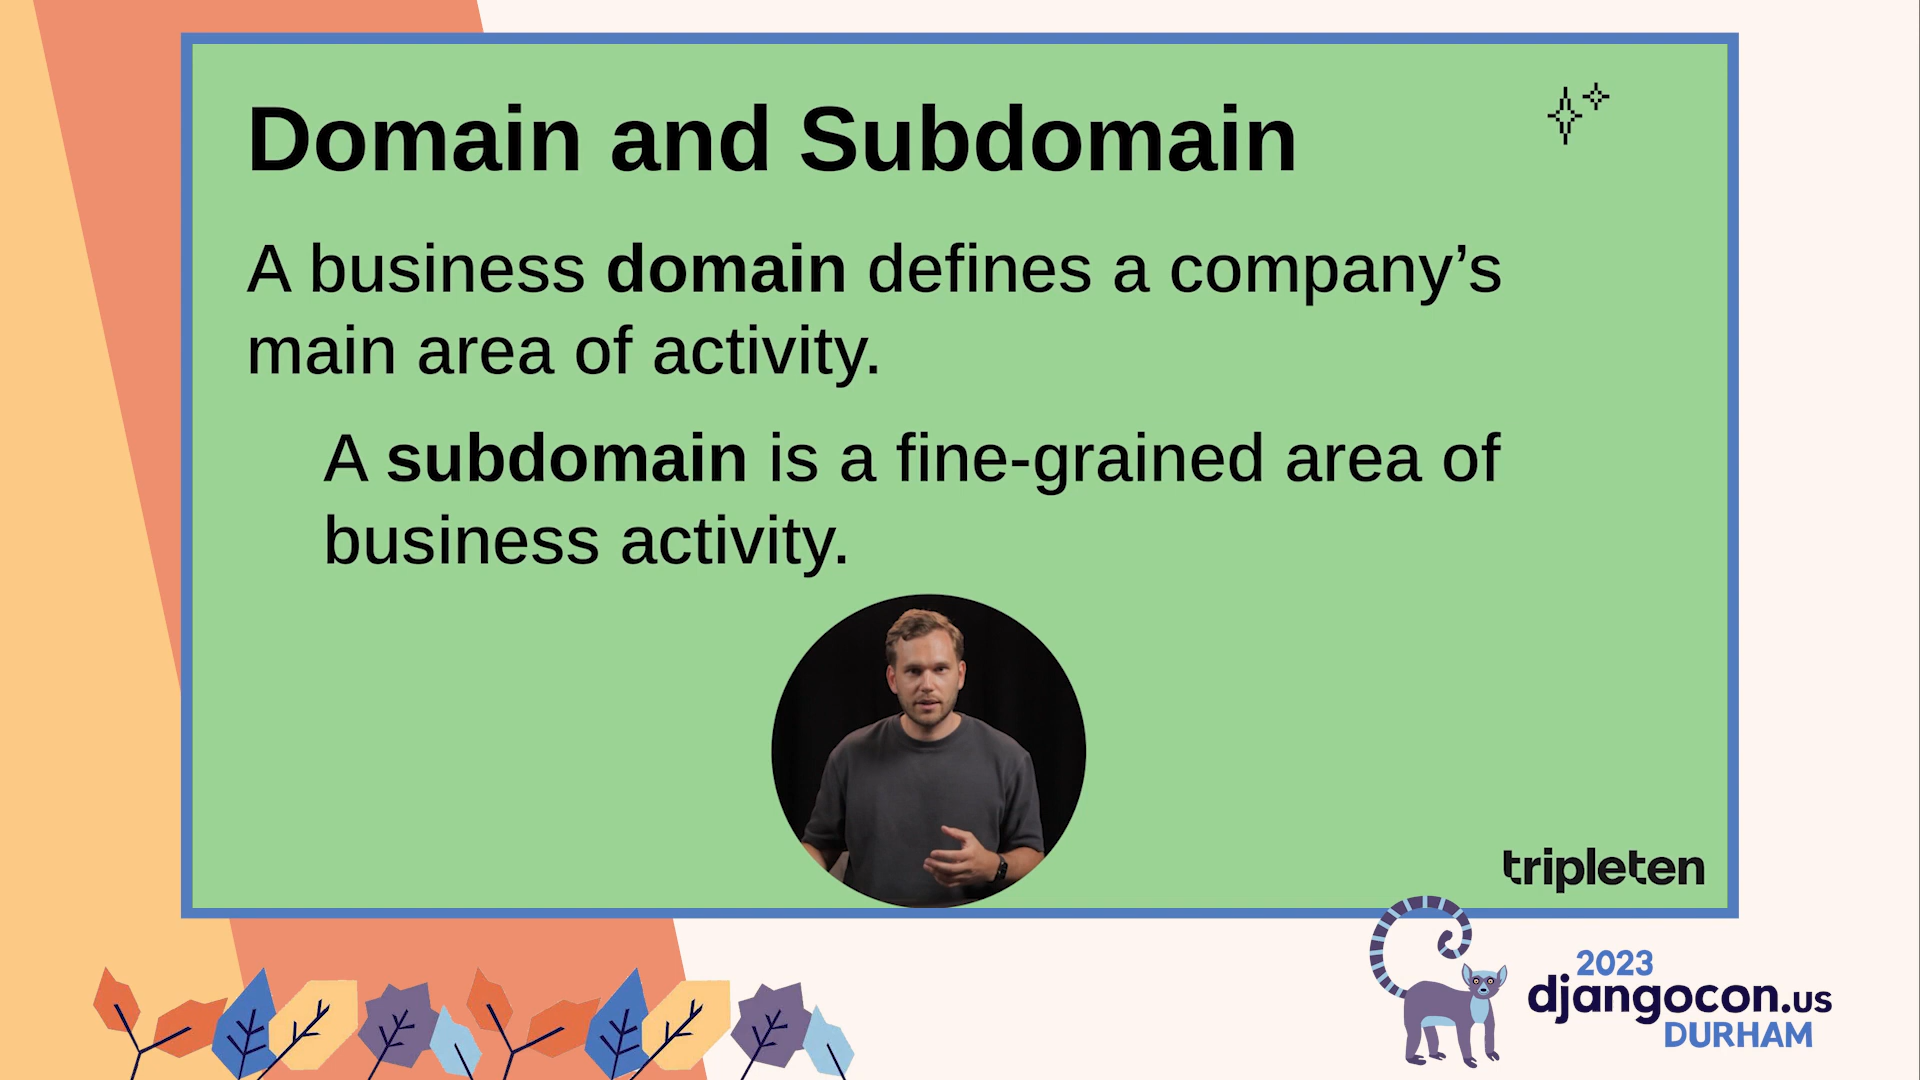 Domain and Subdomain
A business domain defines a company’s
main area of activity.
A subdomain is a fine-grained area of
business activity.
tripleten
2023
djangocon.us
DURHAM